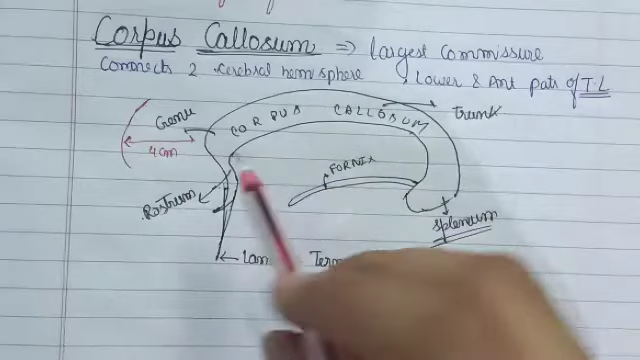 Corpus Callosum => largest Commissure
Connects 2 cerebral hemisphere , Lower & Ant part of T.L
Genu
CORPUS CALLOSUM
trunk
4cm
FORNIX
Rostrum
Spleneum
Lam Term